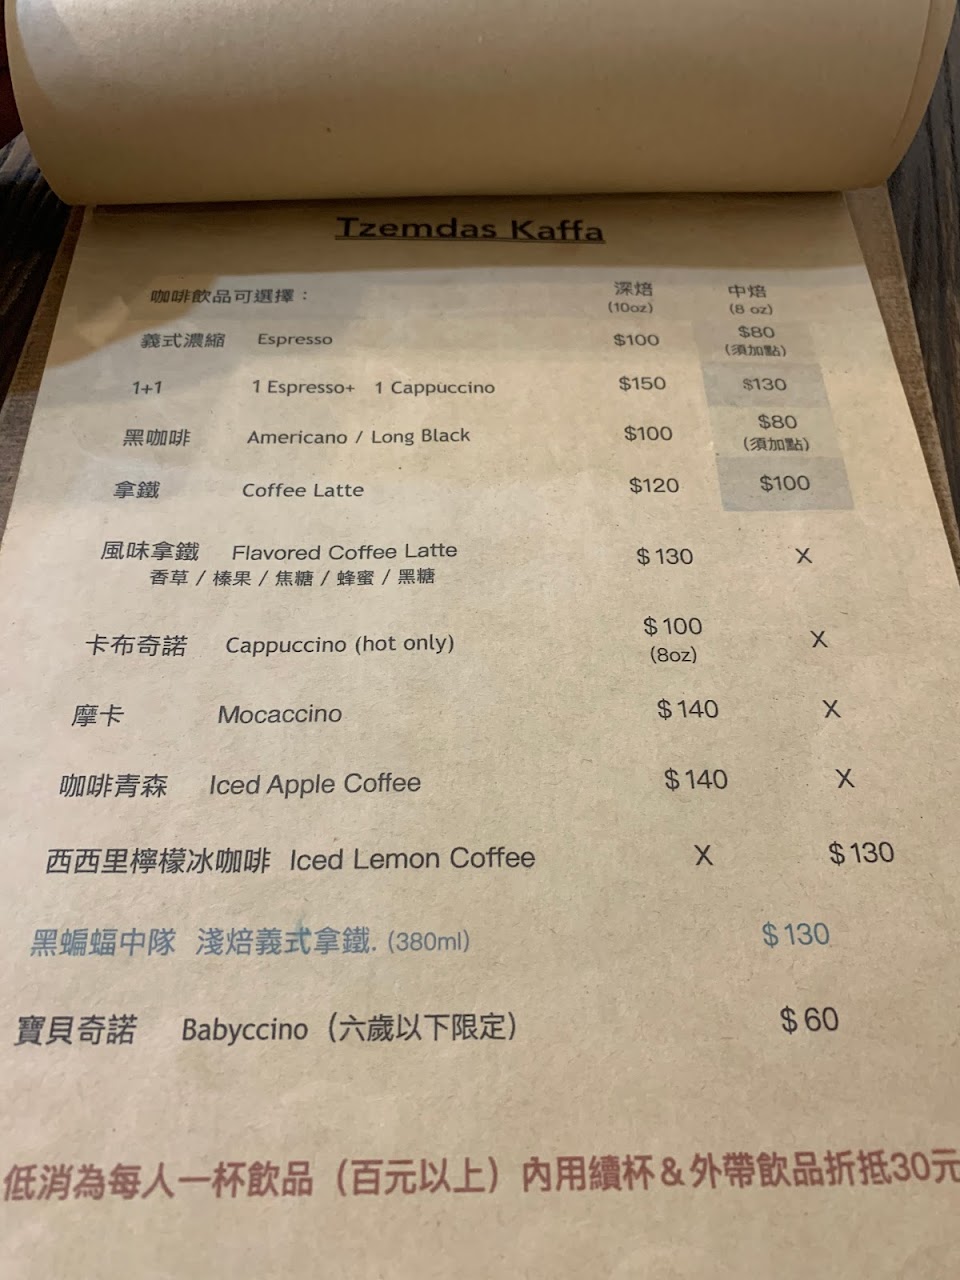 Tzemdas Kaffa
咖啡飲品可選擇： 深焙 中焙
(10oz) (8 oz)
義式濃縮 Espresso $100 $80
(須加點)
1+1 1 Espresso+ 1 Cappuccino $150 $130
黑咖啡 Americano / Long Black $100 $80
(須加點)
拿鐵 Coffee Latte $120 $100
風味拿鐵 Flavored Coffee Latte $130 X
香草 / 榛果 / 焦糖 / 蜂蜜 / 黑糖
卡布奇諾 Cappuccino (hot only) $100 X
(8oz)
摩卡 Mocaccino $140 X
咖啡青森 Iced Apple Coffee $140 X
西西里檸檬冰咖啡 Iced Lemon Coffee X $130
黑蝙蝠中隊 淺焙義式拿鐵. (380ml) $130
寶貝奇諾 Babyccino（六歲以下限定） $60
低消為每人一杯飲品（百元以上）內用續杯＆外帶飲品折抵30元